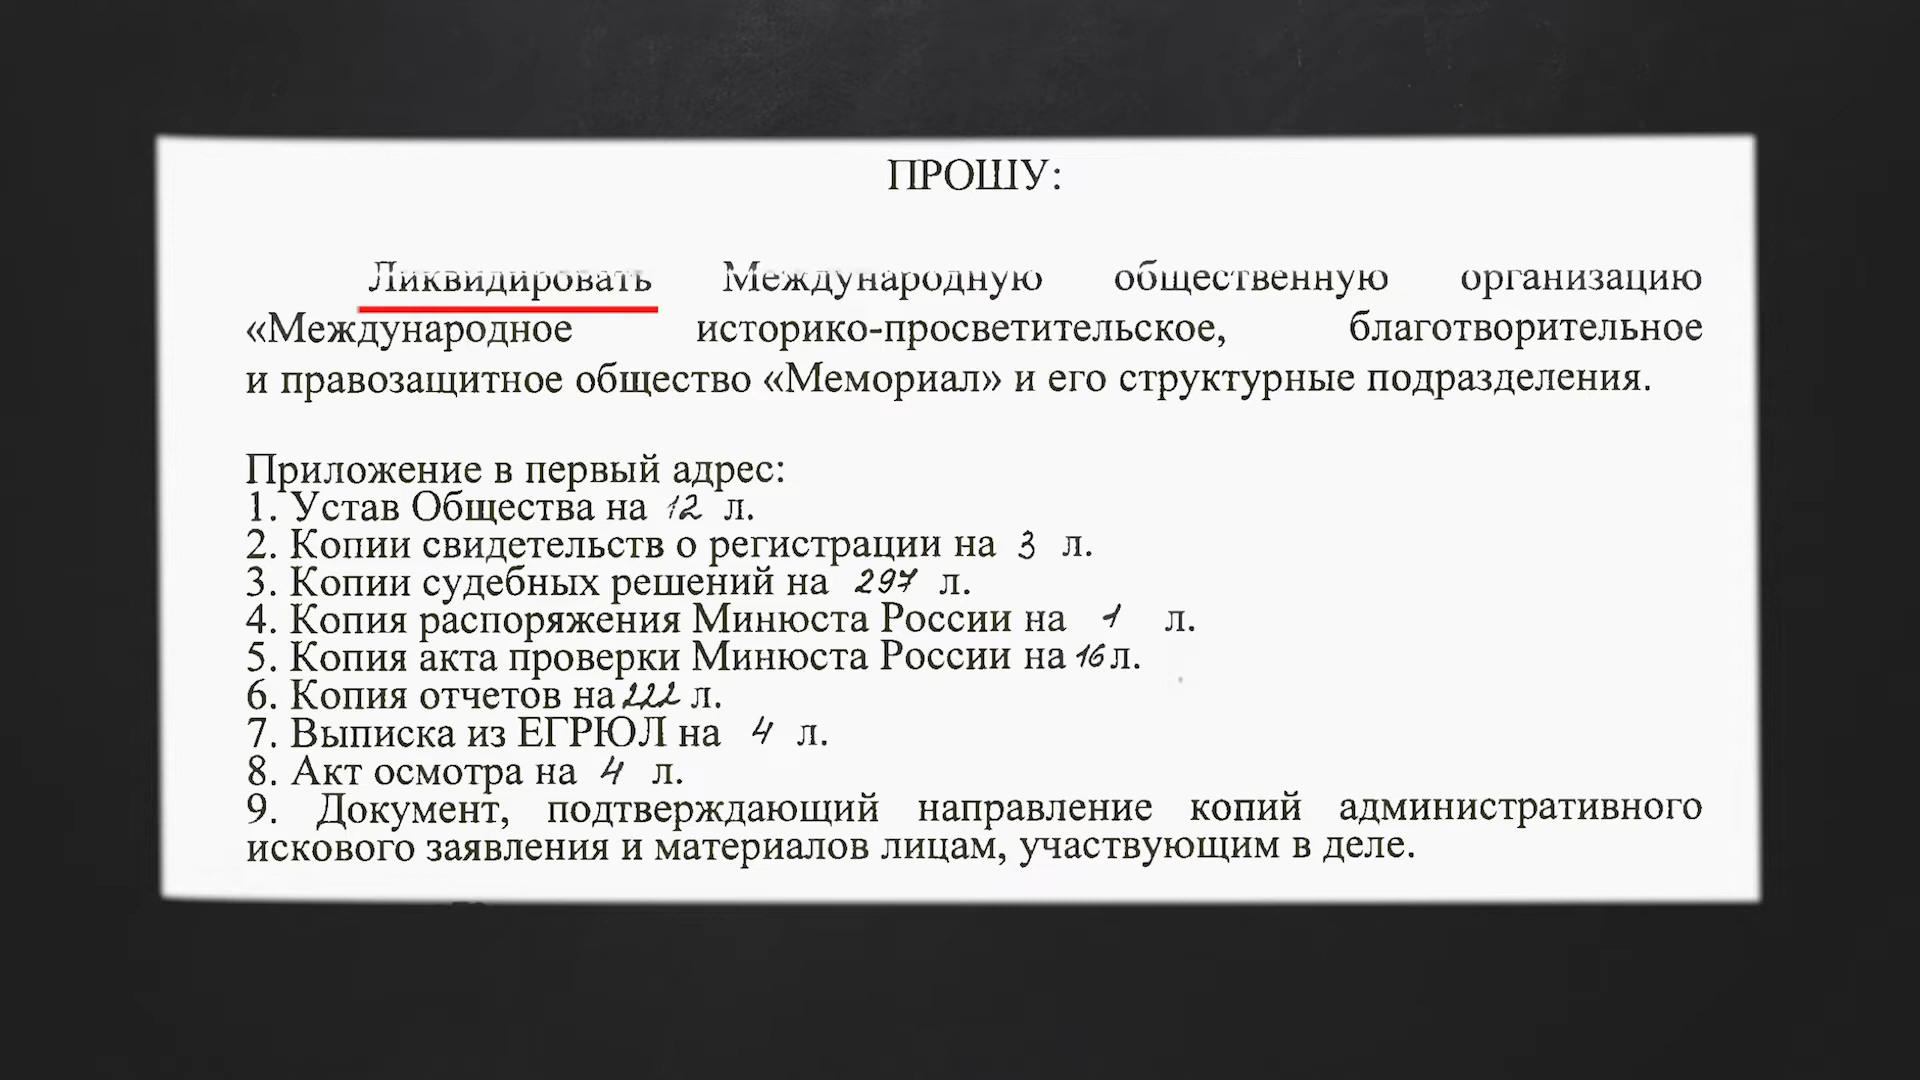 ПРОШУ:
Ликвидировать Международную общественную организацию
«Международное историко-просветительское, благотворительное
и правозащитное общество «Мемориал» и его структурные подразделения.
Приложение в первый адрес:
1. Устав Общества на 12 л.
2. Копии свидетельств о регистрации на 3 л.
3. Копии судебных решений на 297 л.
4. Копия распоряжения Минюста России на 1 л.
5. Копия акта проверки Минюста России на 16 л.
6. Копия отчетов на 222 л.
7. Выписка из ЕГРЮЛ на 4 л.
8. Акт осмотра на 4 л.
9. Документ, подтверждающий направление копий административного
искового заявления и материалов лицам, участвующим в деле.